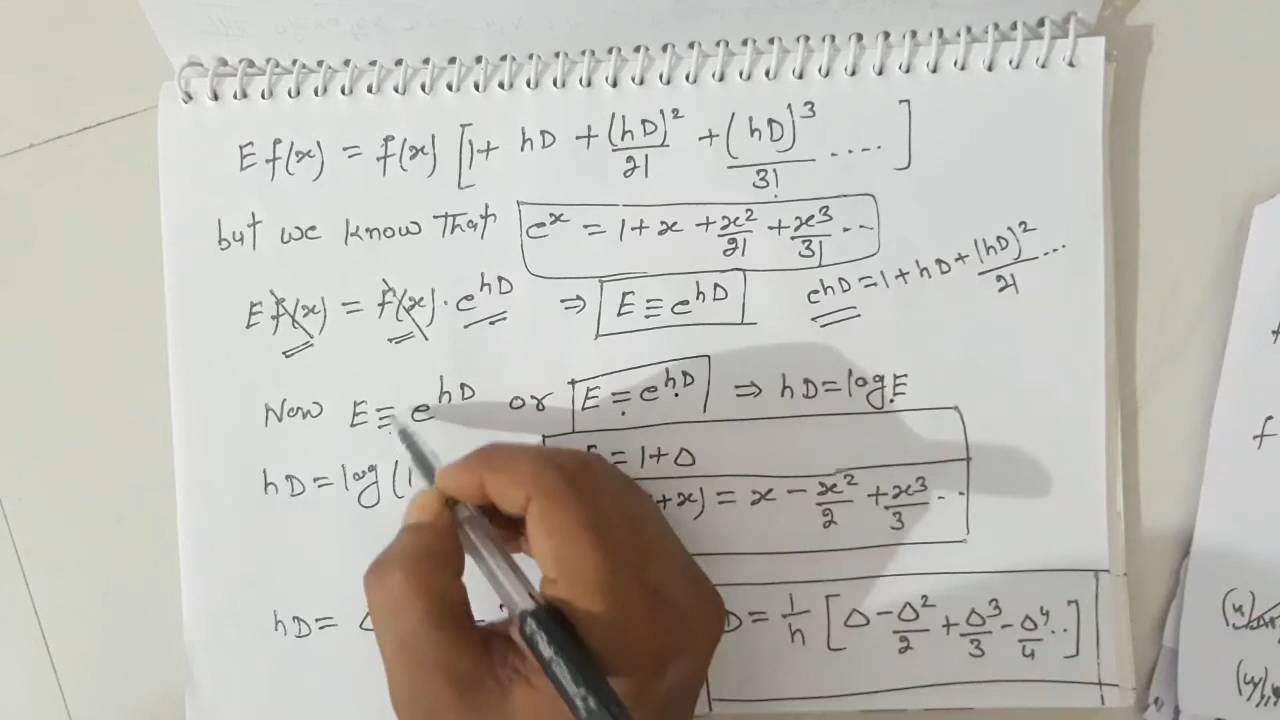 E f(x) = f(x) [1 + hD + (hD)²/2! + (hD)³/3! ....]
but we know that e^x = 1 + x + x²/2! + x³/3! ...
e^hD = 1 + hD + (hD)²/2! ...
E f(x) = f(x) · e^hD ⇒ E ≡ e^hD
Now E ≡ e^hD or E = e^hD ⇒ hD = log E
= 1 + Δ
hD = log (1
+x) = x - x²/2 + x³/3 ...
hD =
D = 1/h [Δ - Δ²/2 + Δ³/3 - Δ⁴/4 ..]